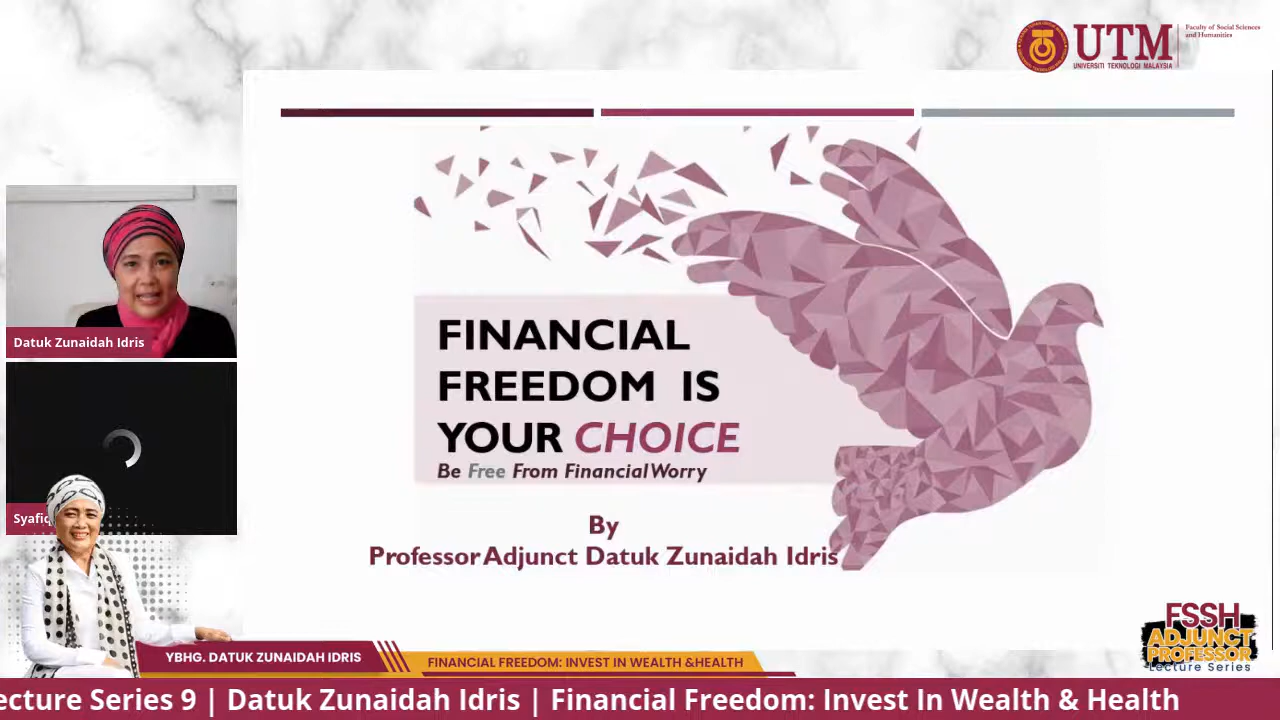 UTM
UNIVERSITI TEKNOLOGI MALAYSIA
Faculty of Social Sciences
and Humanities
Datuk Zunaidah Idris
FINANCIAL
FREEDOM IS
YOUR CHOICE
Be Free From Financial Worry
By
Professor Adjunct Datuk Zunaidah Idris
YBHG. DATUK ZUNAIDAH IDRIS
FINANCIAL FREEDOM: INVEST IN WEALTH &HEALTH
FSSH
ADJUNCT
PROFESSOR
Lecture Series
Series 9 | Datuk Zunaidah Idris | Financial Freedom: Invest In Wealth & Health